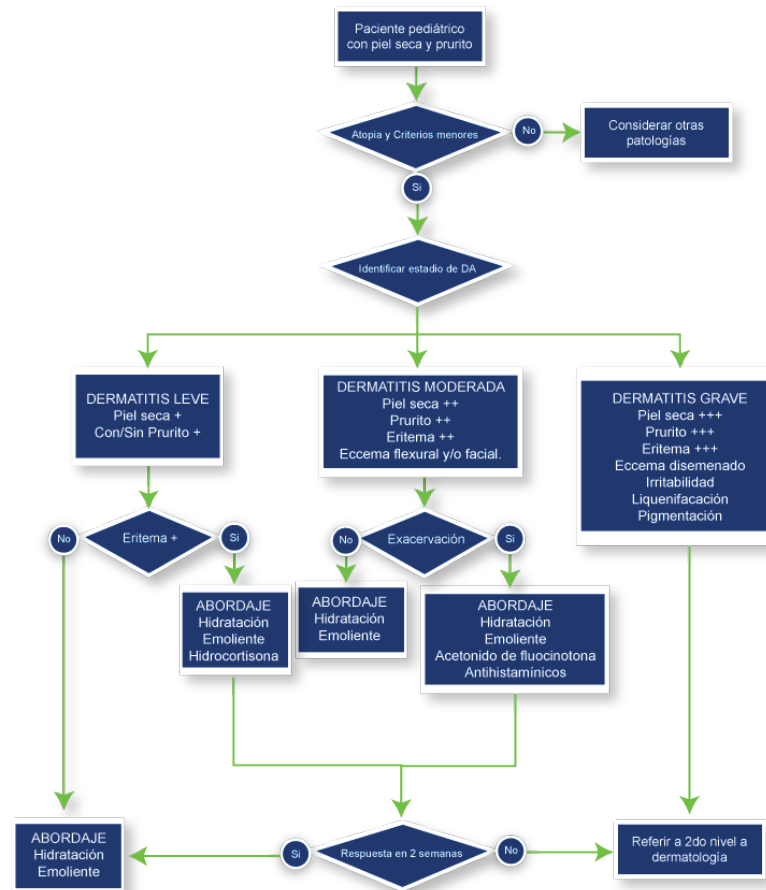 Paciente pediátrico
con piel seca y prurito
Atopia y Criterios menores
No
Considerar otras
patologías
Si
Identificar estadio de DA
DERMATITIS LEVE
Piel seca +
Con/Sin Prurito +
DERMATITIS MODERADA
Piel seca ++
Prurito ++
Eritema ++
Eccema flexural y/o facial.
DERMATITIS GRAVE
Piel seca +++
Prurito +++
Eritema +++
Eccema disemenado
Irritabilidad
Liquenifacación
Pigmentación
No
Eritema +
Si
No
Exacervación
Si
ABORDAJE
Hidratación
Emoliente
Hidrocortisona
ABORDAJE
Hidratación
Emoliente
ABORDAJE
Hidratación
Emoliente
Acetonido de fluocinotona
Antihistamínicos
ABORDAJE
Hidratación
Emoliente
Si
Respuesta en 2 semanas
No
Referir a 2do nivel a
dermatología